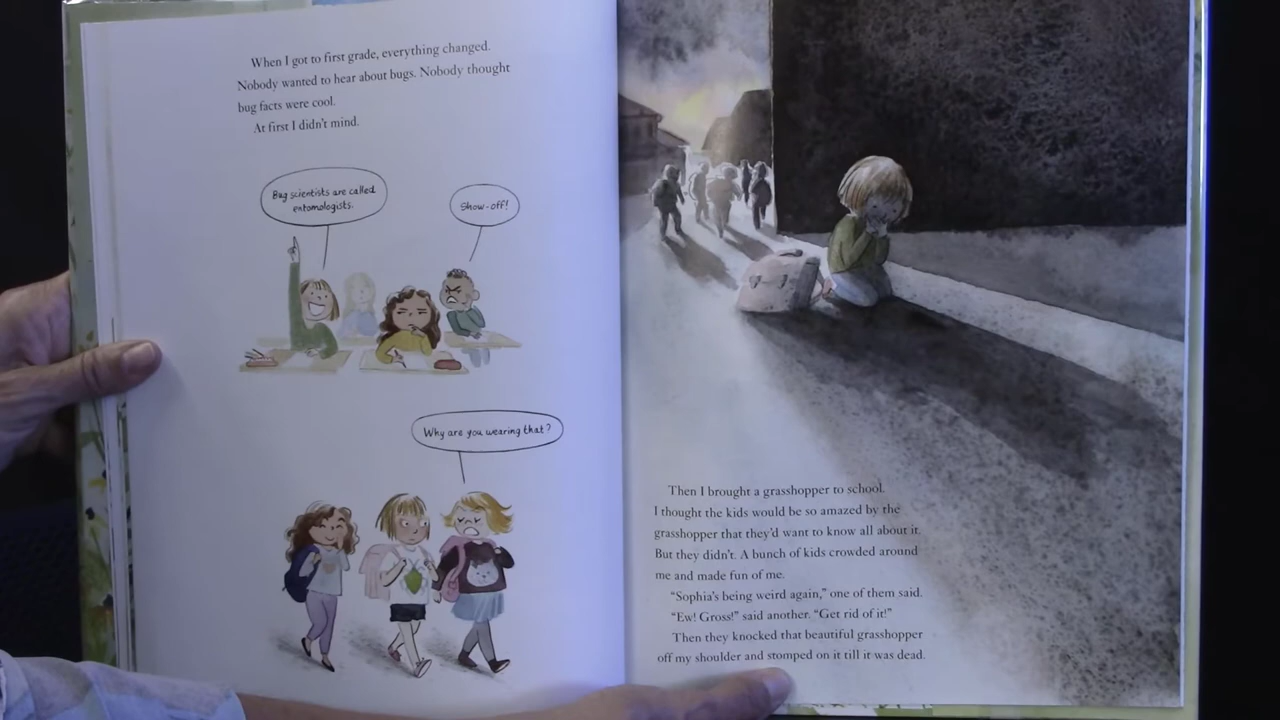 When I got to first grade, everything changed.
Nobody wanted to hear about bugs. Nobody thought
bug facts were cool.
At first I didn't mind.
Bug scientists are called
entomologists.
Show-off!
Why are you wearing that?
Then I brought a grasshopper to school.
I thought the kids would be so amazed by the
grasshopper that they'd want to know all about it.
But they didn't. A bunch of kids crowded around
me and made fun of me.
"Sophia's being weird again," one of them said.
"Ew! Gross!" said another. "Get rid of it!"
Then they knocked that beautiful grasshopper
off my shoulder and stomped on it till it was dead.